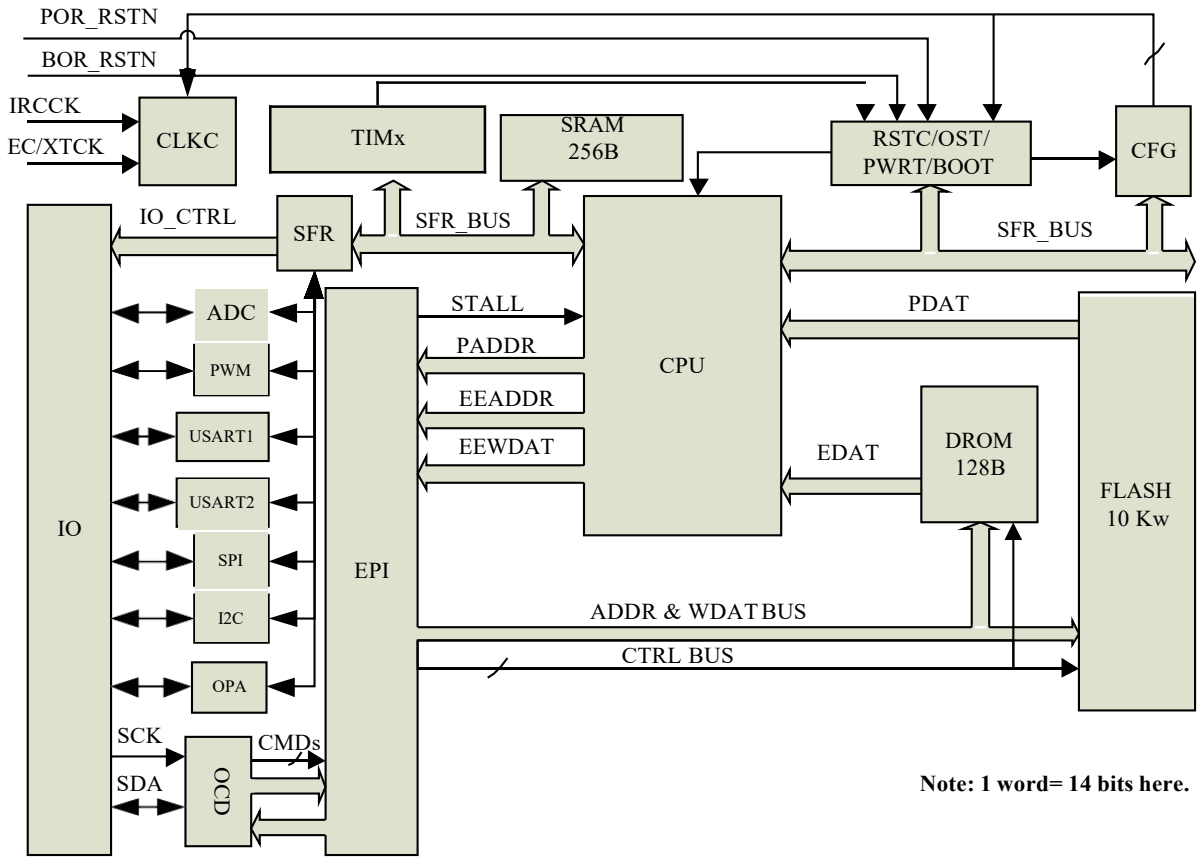 POR_RSTN
BOR_RSTN
IRCCK
EC/XTCK
CLKC
TIMx
SRAM
256B
RSTC/OST/
PWRT/BOOT
CFG
IO_CTRL
SFR
SFR_BUS
SFR_BUS
ADC
PWM
USART1
USART2
SPI
I2C
OPA
IO
SCK
SDA
OCD
CMDs
EPI
STALL
PADDR
EEADDR
EEWDAT
CPU
PDAT
EDAT
DROM
128B
FLASH
10 Kw
ADDR & WDAT BUS
CTRL BUS
Note: 1 word= 14 bits here.